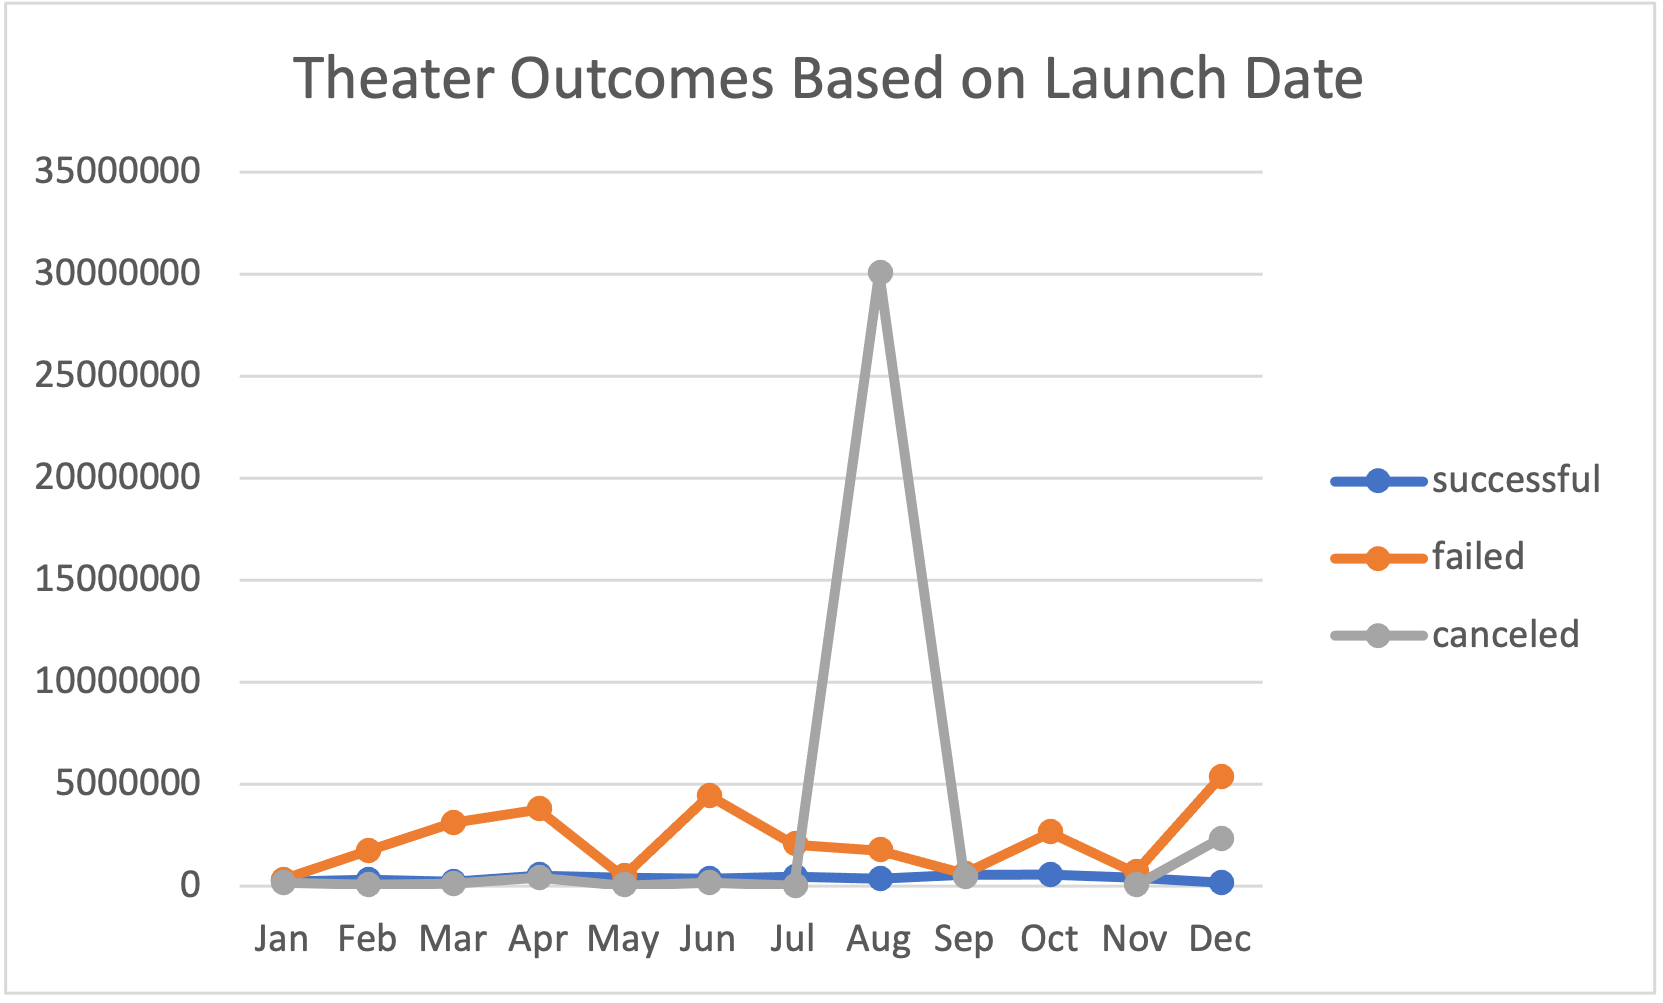 Theater Outcomes Based on Launch Date
35000000
30000000
25000000
20000000
15000000
10000000
5000000
0
Jan Feb Mar Apr May Jun Jul Aug Sep Oct Nov Dec
successful
failed
canceled